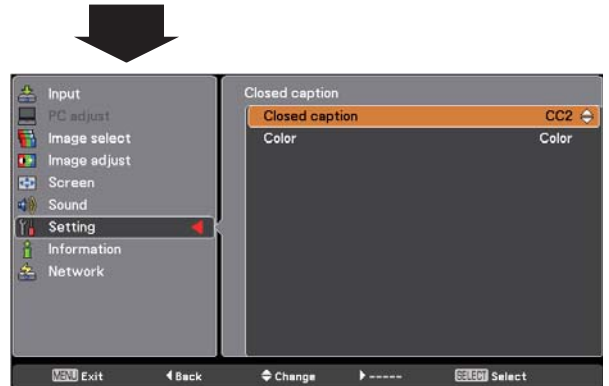 Input
PC adjust
Image select
Image adjust
Screen
Sound
Setting
Information
Network
Closed caption
Closed caption CC2
Color Color
MENU Exit Back Change ----- SELECT Select